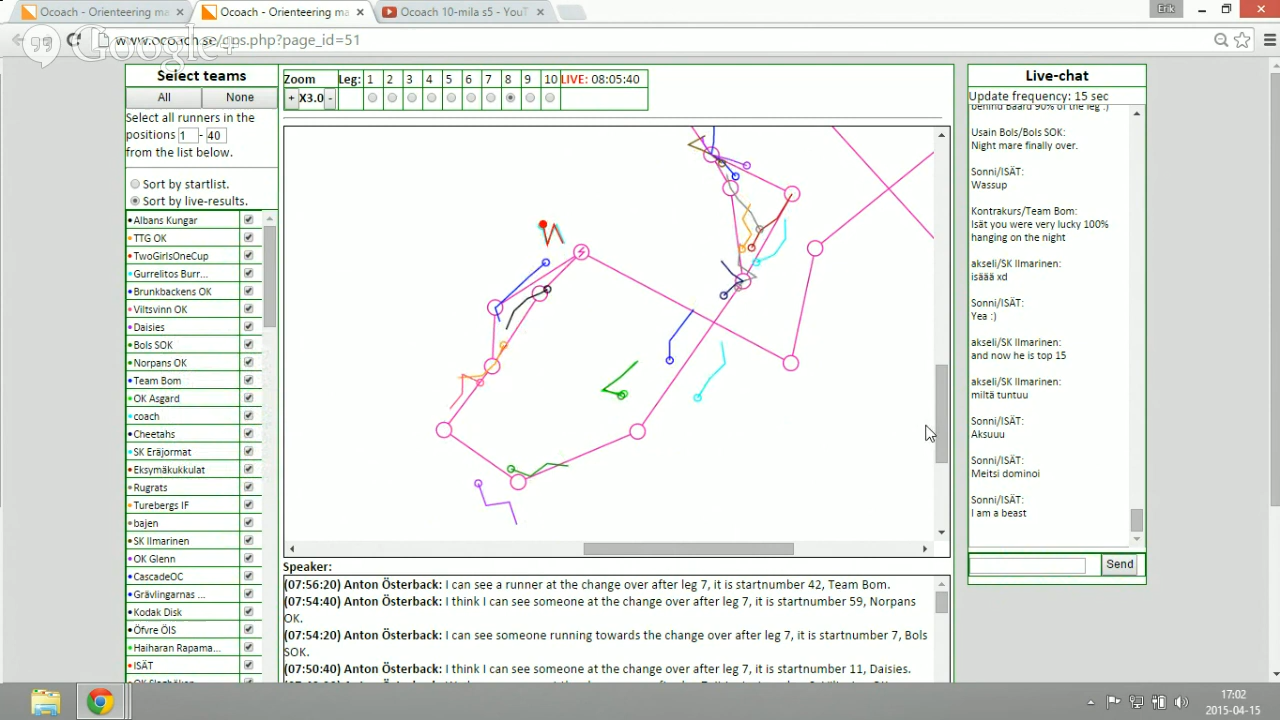 Ocoach - Orienteering ma
Ocoach - Orienteering ma
Ocoach 10-mila s5 - YouT
Erik
www.ocoach.se/gps.php?page_id=51
Google+
Select teams
All None
Select all runners in the
positions 1 - 40
from the list below.
Sort by startlist.
Sort by live-results.
Albans Kungar
TTG OK
TwoGirlsOneCup
Gurrelitos Burr...
Brunkbackens OK
Viltsvinn OK
Daisies
Bols SOK
Norpans OK
Team Bom
OK Asgard
coach
Cheetahs
SK Eräjormat
Eksymäkukkulat
Rugrats
Turebergs IF
bajen
SK Ilmarinen
OK Glenn
CascadeOC
Grävlingarnas ...
Kodak Disk
Öfvre ÖIS
Haiharan Rapama...
ISÄT
Zoom Leg: 1 2 3 4 5 6 7 8 9 10 LIVE: 08:05:40
+ X3.0 -
Speaker:
(07:56:20) Anton Österback: I can see a runner at the change over after leg 7, it is startnumber 42, Team Bom.
(07:54:40) Anton Österback: I think I can see someone at the change over after leg 7, it is startnumber 59, Norpans
OK.
(07:54:20) Anton Österback: I can see someone running towards the change over after leg 7, it is startnumber 7, Bols
SOK.
(07:50:40) Anton Österback: I think I can see someone at the change over after leg 7, it is startnumber 11, Daisies.
Live-chat
Update frequency: 15 sec
behind Baard 90% of the leg :)
Usain Bols/Bols SOK:
Night mare finally over.
Sonni/ISÄT:
Wassup
Kontrakurs/Team Bom:
Isät you were very lucky 100%
hanging on the night
akseli/SK Ilmarinen:
isäää xd
Sonni/ISÄT:
Yea :)
akseli/SK Ilmarinen:
and now he is top 15
akseli/SK Ilmarinen:
miltä tuntuu
Sonni/ISÄT:
Aksuuu
Sonni/ISÄT:
Meitsi dominoi
Sonni/ISÄT:
I am a beast
Send
17:02
2015-04-15